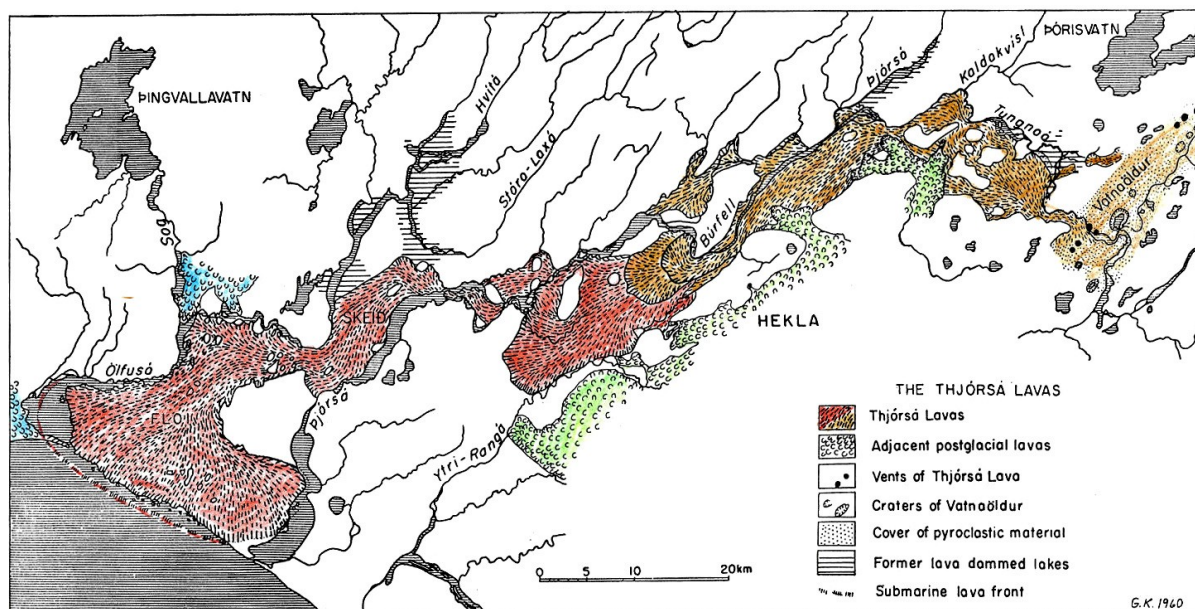 ÞINGVALLAVATN
Hvítá
Stóra-Laxá
Þjórsá
Kaldakvísl
ÞÓRISVATN
Tungnaá
Vatnaöldur
Sog
Búrfell
SKEIÐ
HEKLA
Ölfusá
FLÓI
Þjórsá
Ytri-Rangá
THE THJÓRSÁ LAVAS
Thjórsá Lavas
Adjacent postglacial lavas
Vents of Thjórsá Lava
Craters of Vatnaöldur
Cover of pyroclastic material
Former lava dammed lakes
Submarine lava front
0 5 10 20km
G.K. 1960